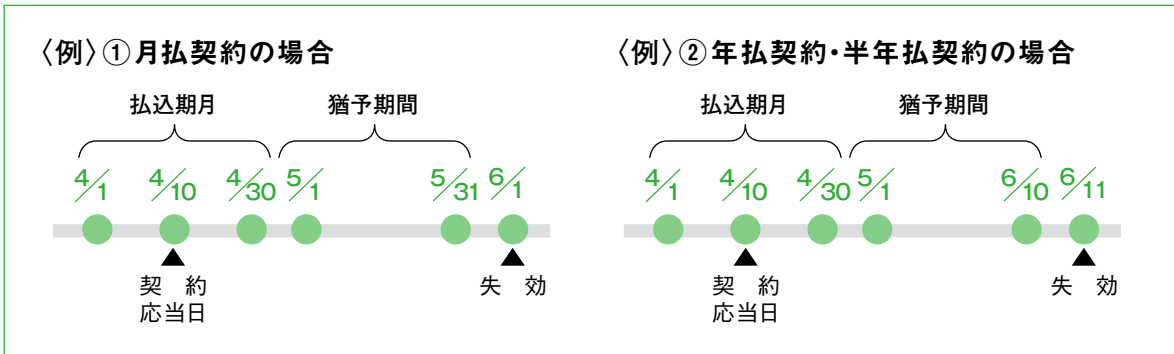 〈例〉①月払契約の場合
払込期月 猶予期間
4/1 4/10 4/30 5/1 5/31 6/1
▲ ▲
契 約 失 効
応当日
〈例〉②年払契約・半年払契約の場合
払込期月 猶予期間
4/1 4/10 4/30 5/1 6/10 6/11
▲ ▲
契 約 失 効
応当日